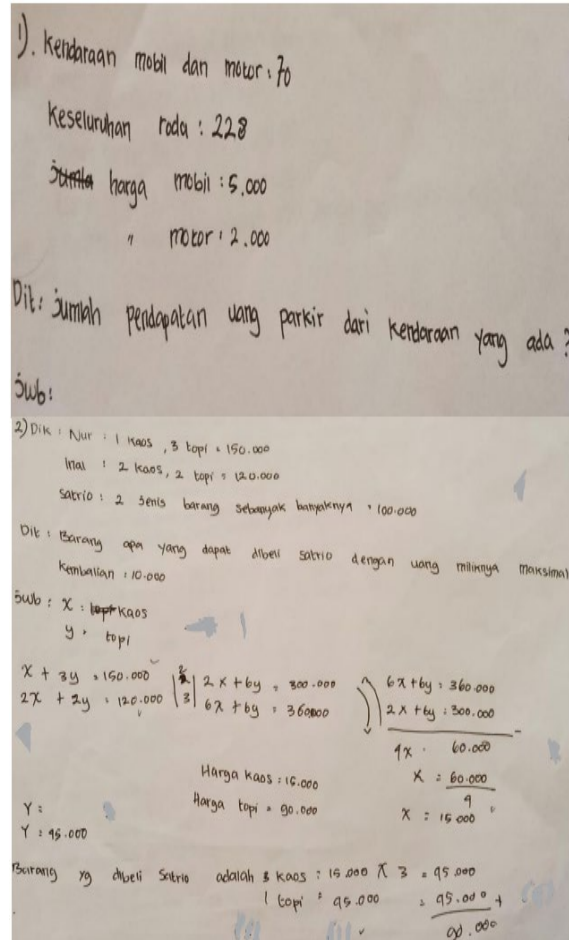 1). Kendaraan mobil dan motor : 70
Keseluruhan roda : 228
Jumla harga mobil : 5.000
" motor : 2.000
Dit : Jumlah pendapatan uang parkir dari kendaraan yang ada ?
Jwb :
2) Dik : Nur : 1 kaos , 3 topi = 150.000
Inal : 2 kaos, 2 topi = 120.000
Satrio : 2 Jenis barang sebanyak banyaknya = 100.000
Dit : Barang apa yang dapat dibeli satrio dengan uang miliknya maksimal
kembalian : 10.000
Jwb : x : topi kaos
y = topi
x + 3y = 150.000 | 2 | 2x + 6y = 300.000 6x + 6y = 360.000
2x + 2y = 120.000 | 3 | 6x + 6y = 360000 2x + 6y = 300.000 -
4x = 60.000
Harga kaos = 15.000 x = 60.000
4
Harga topi = 90.000 x = 15 000
Y =
Y = 45.000
Barang yg dibeli Satrio adalah 3 kaos : 15.000 x 3 = 45.000
1 topi = 45.000 = 45.000 +
90.000